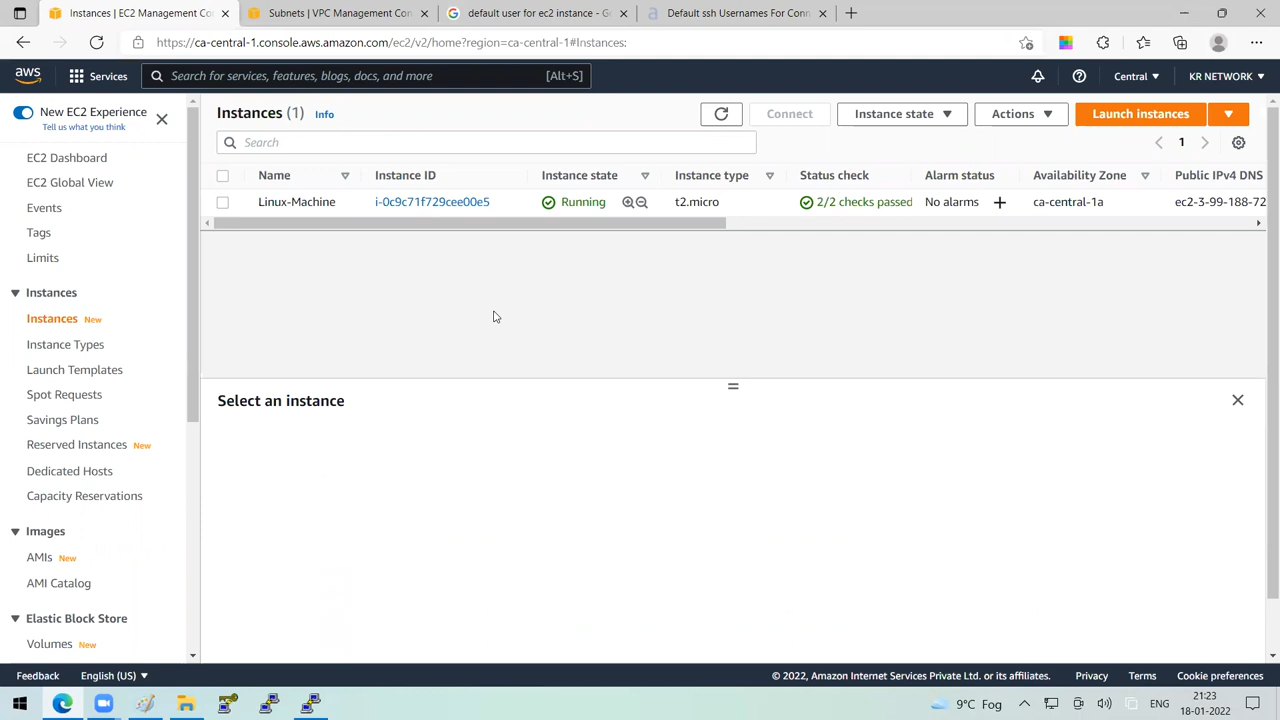 Instances | EC2 Management Co
Subnets | VPC Management Con
default user for ec2 instance - Go
Default ssh Usernames For Conn
https://ca-central-1.console.aws.amazon.com/ec2/v2/home?region=ca-central-1#Instances:
aws
Services
Search for services, features, blogs, docs, and more
[Alt+S]
Central
KR NETWORK
New EC2 Experience
Tell us what you think
EC2 Dashboard
EC2 Global View
Events
Tags
Limits
Instances
Instances New
Instance Types
Launch Templates
Spot Requests
Savings Plans
Reserved Instances New
Dedicated Hosts
Capacity Reservations
Images
AMIs New
AMI Catalog
Elastic Block Store
Volumes New
Instances (1) Info
Connect
Instance state
Actions
Launch instances
Search
1
Name Instance ID Instance state Instance type Status check Alarm status Availability Zone Public IPv4 DNS
Linux-Machine i-0c9c71f729cee00e5 Running t2.micro 2/2 checks passed No alarms ca-central-1a ec2-3-99-188-72
Select an instance
Feedback
English (US)
© 2022, Amazon Internet Services Private Ltd. or its affiliates.
Privacy
Terms
Cookie preferences
9°C Fog
ENG
21:23
18-01-2022